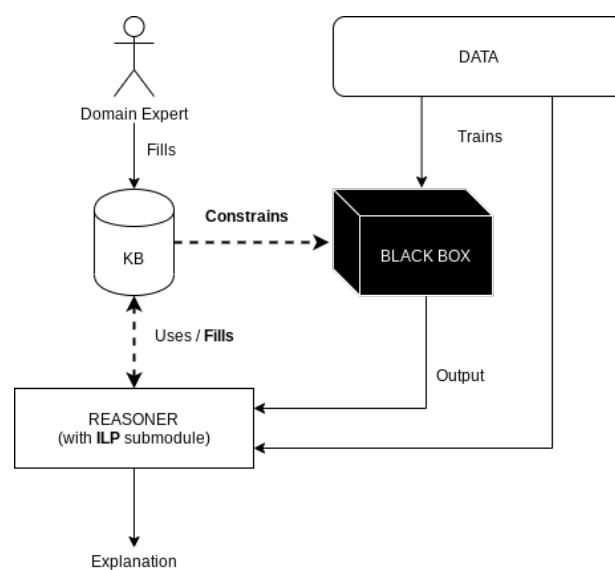 DATA
Domain Expert
Trains
Fills
Constrains
KB
BLACK BOX
Uses / Fills
Output
REASONER
(with ILP submodule)
Explanation